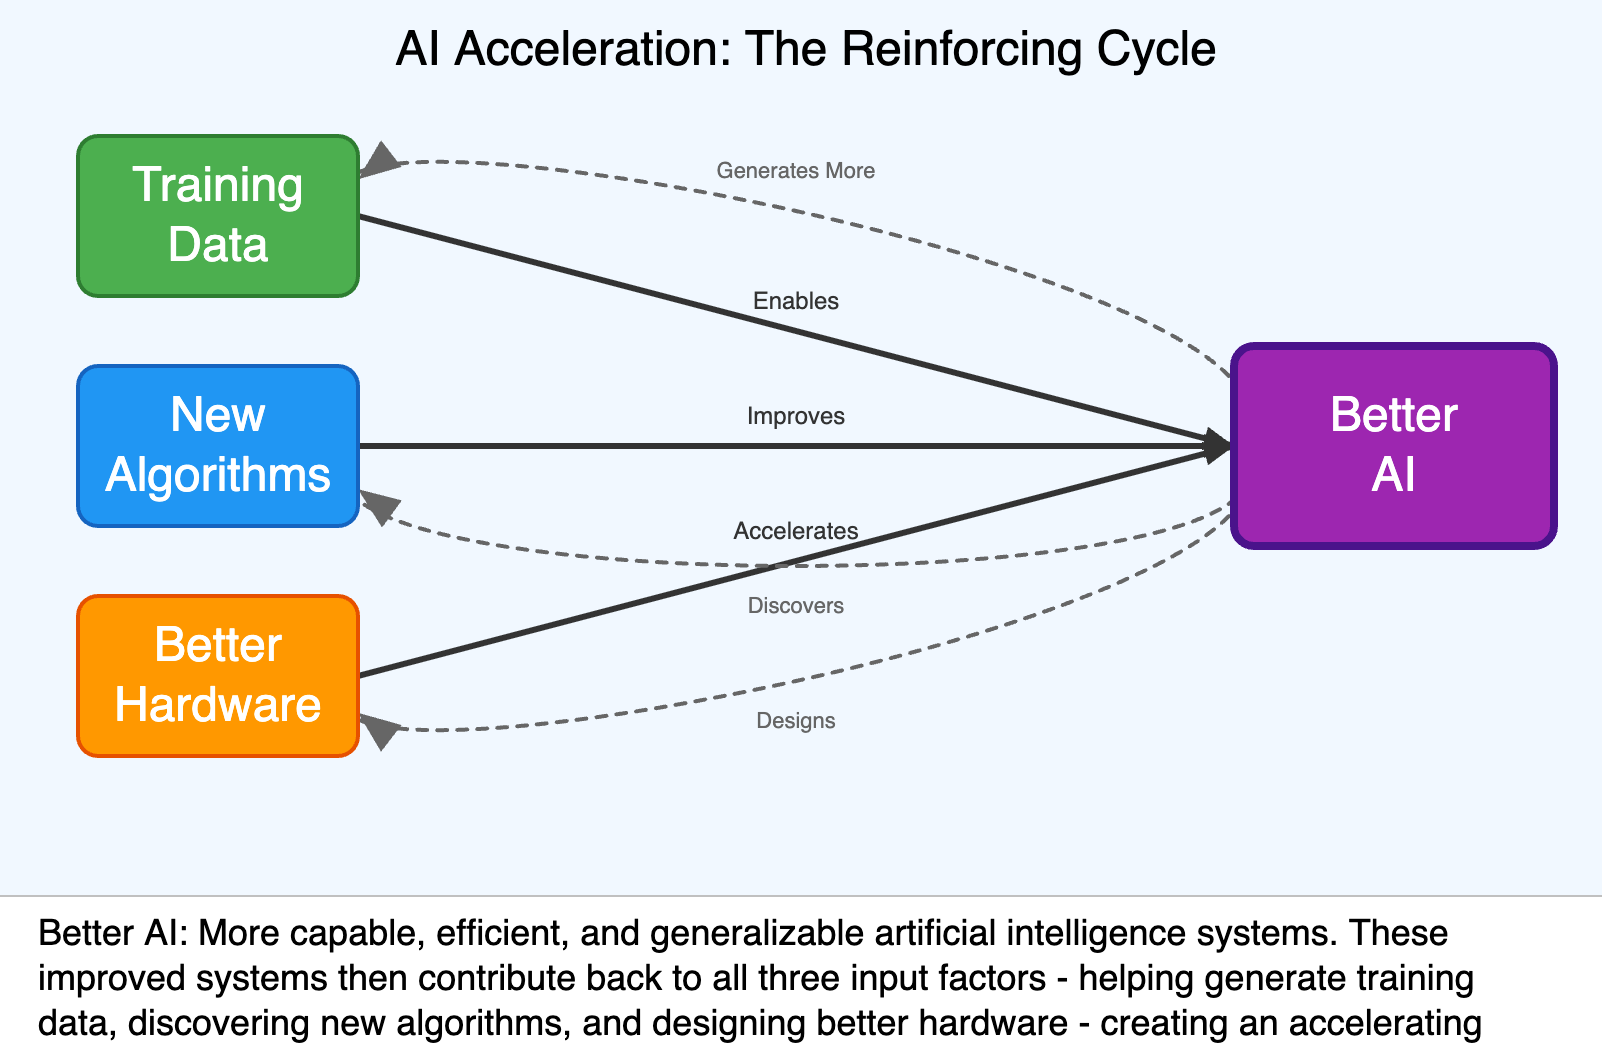 AI Acceleration: The Reinforcing Cycle
Training
Data
Generates More
Enables
New
Algorithms
Improves
Better
AI
Accelerates
Discovers
Better
Hardware
Designs
Better AI: More capable, efficient, and generalizable artificial intelligence systems. These
improved systems then contribute back to all three input factors - helping generate training
data, discovering new algorithms, and designing better hardware - creating an accelerating